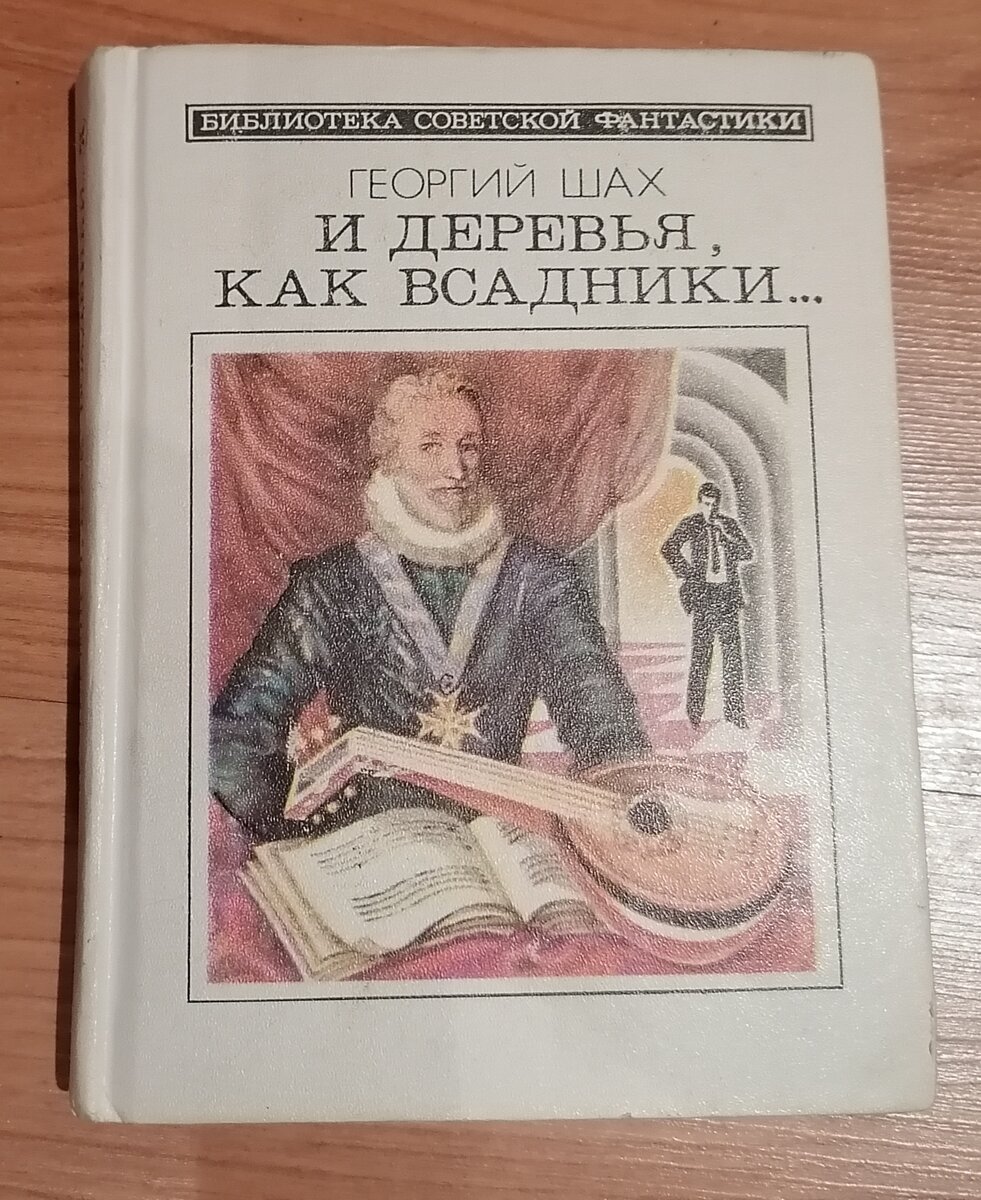 БИБЛИОТЕКА СОВЕТСКОЙ ФАНТАСТИКИ
ГЕОРГИЙ ШАХ
И ДЕРЕВЬЯ,
КАК ВСАДНИКИ...